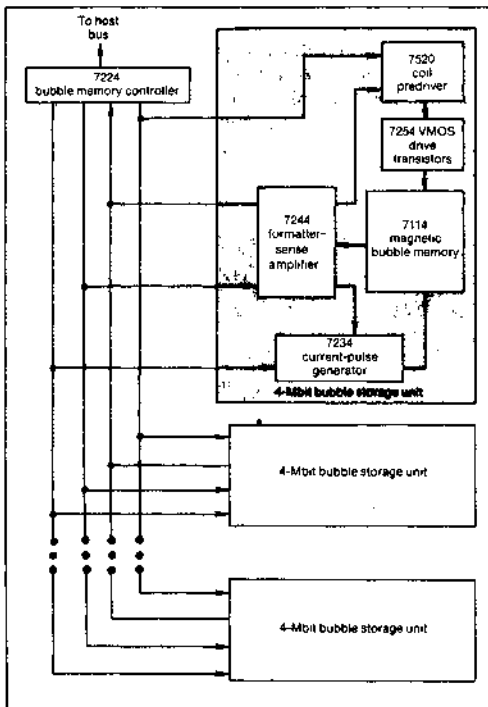 To host
bus
7224
bubble memory controller
7520
coil
predriver
7254 VMOS
drive
transistors
7244
formatter-
sense
amplifier
7114
magnetic
bubble memory
7234
current-pulse
generator
4-Mbit bubble storage unit
4-Mbit bubble storage unit
4-Mbit bubble storage unit